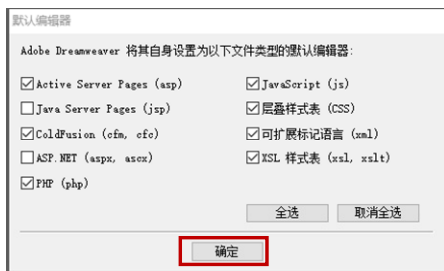 默认编辑器
Adobe Dreamweaver 将其自身设置为以下文件类型的默认编辑器:
Active Server Pages (asp)
JavaScript (js)
Java Server Pages (jsp)
层叠样式表 (CSS)
ColdFusion (cfm, cfc)
可扩展标记语言 (xml)
ASP.NET (aspx, ascx)
XSL 样式表 (xsl, xslt)
PHP (php)
全选
取消全选
确定